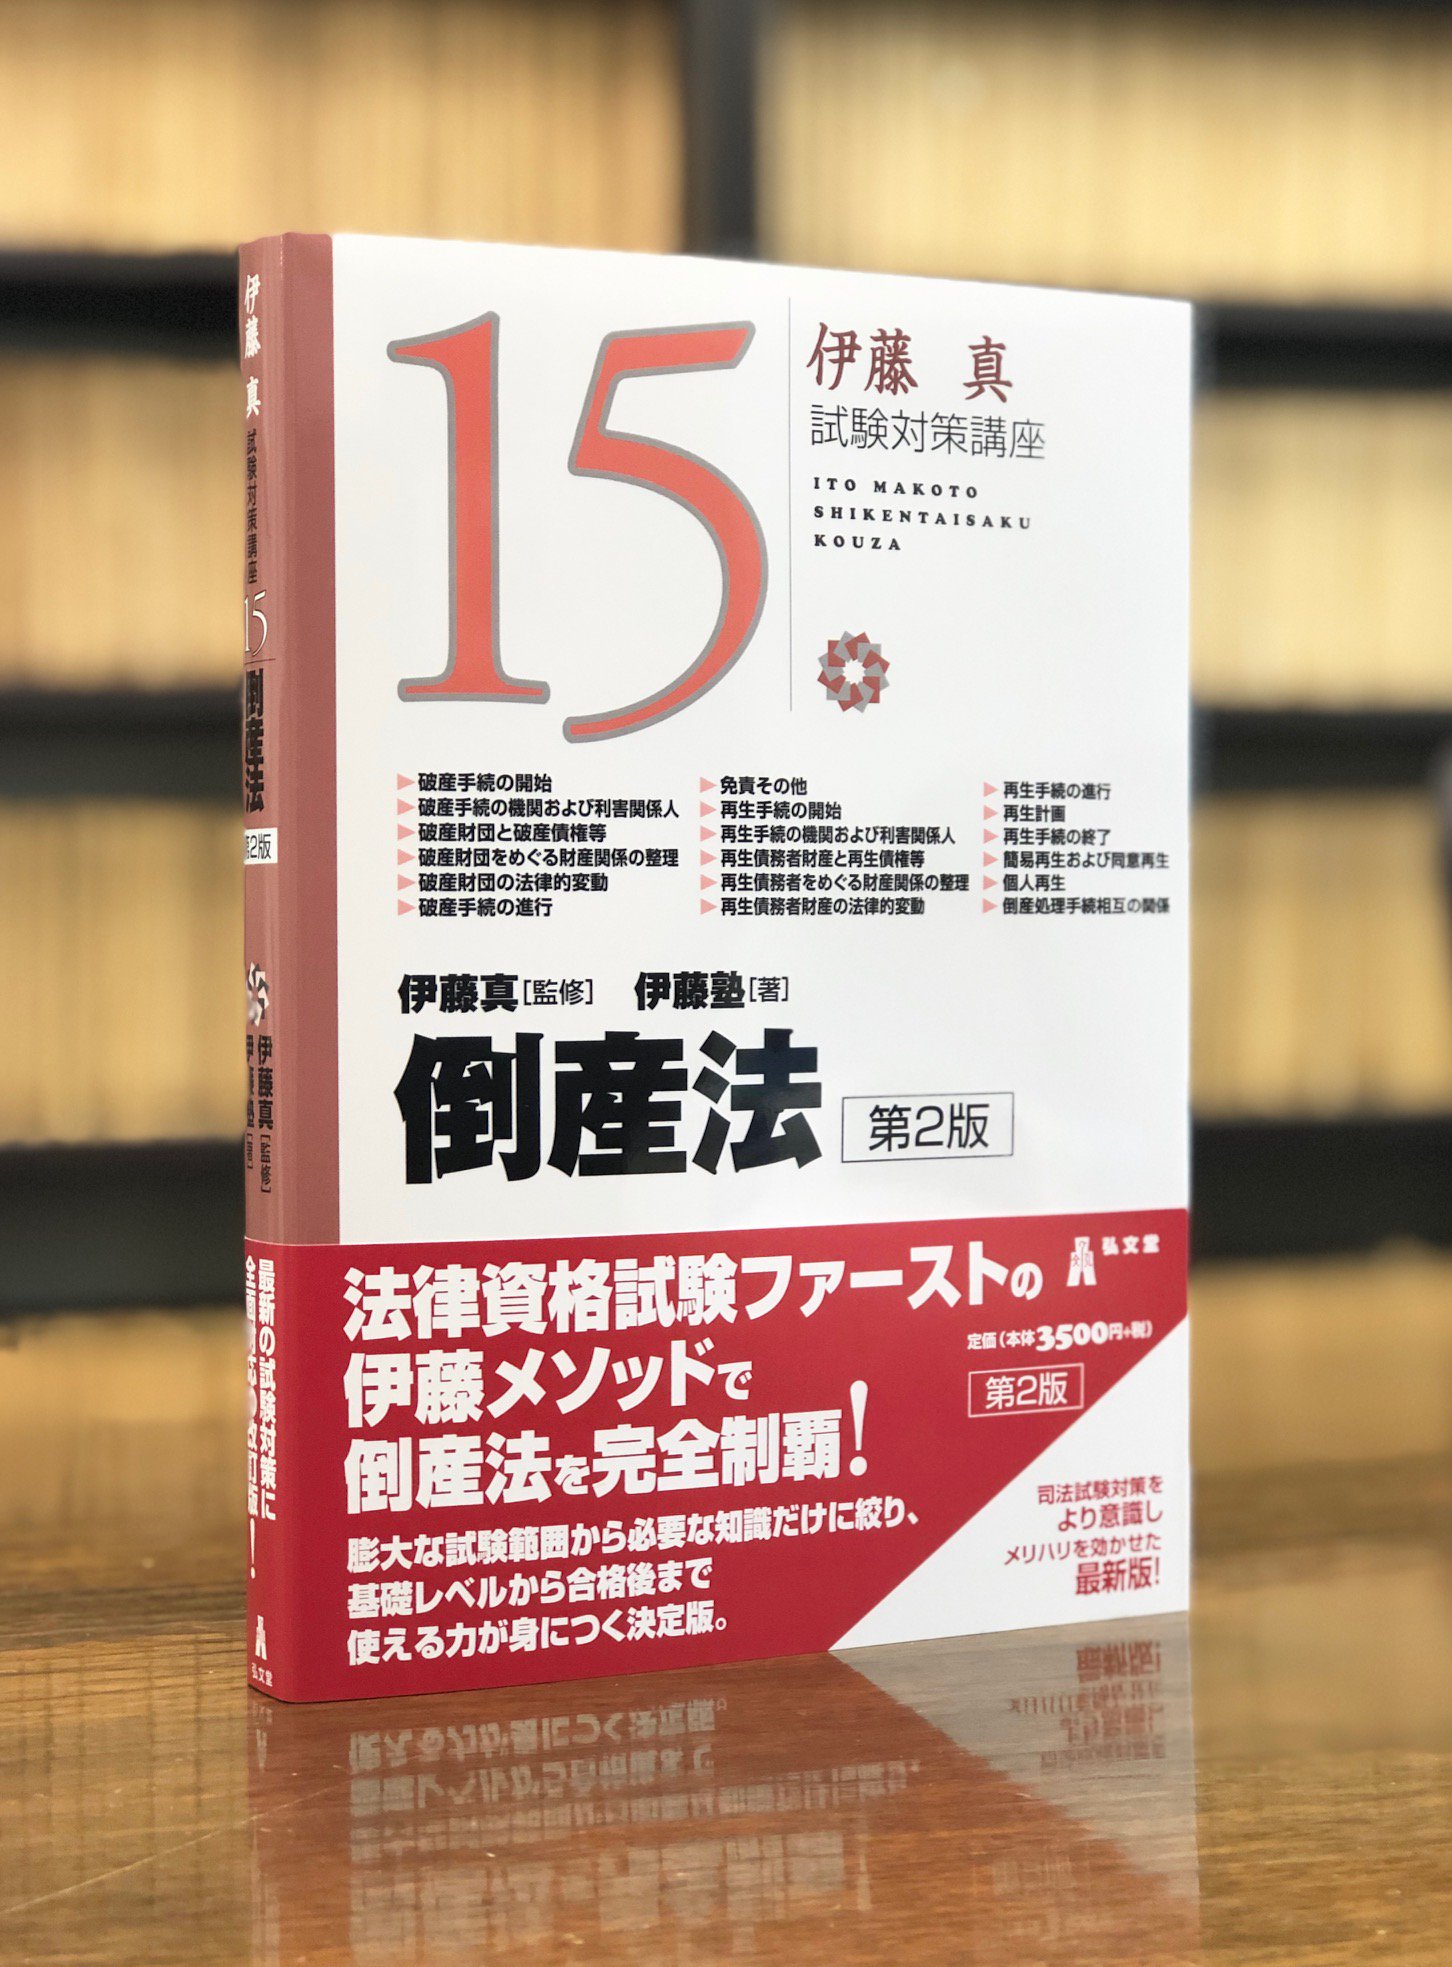 15
伊藤 真
試験対策講座
ITO MAKOTO
SHIKENTAISAKU
KOUZA
▶破産手続の開始
▶破産手続の機関および利害関係人
▶破産財団と破産債権等
▶破産財団をめぐる財産関係の整理
▶破産財団の法律的変動
▶破産手続の進行
▶免責その他
▶再生手続の開始
▶再生手続の機関および利害関係人
▶再生債務者財産と再生債権等
▶再生債務者をめぐる財産関係の整理
▶再生債務者財産の法律的変動
▶再生手続の進行
▶再生計画
▶再生手続の終了
▶簡易再生および同意再生
▶個人再生
▶倒産処理手続相互の関係
伊藤真[監修] 伊藤塾[著]
倒産法 第2版
法律資格試験ファーストの
伊藤メソッドで
倒産法を完全制覇!
膨大な試験範囲から必要な知識だけに絞り、
基礎レベルから合格後まで
使える力が身につく決定版。
弘文堂
定価(本体3500円+税)
第2版
司法試験対策を
より意識し
メリハリを効かせた
最新版!
伊藤 真 試験対策講座 15 倒産法 第2版
伊藤真[監修]
伊藤塾[著]
最新の試験対策に
全面対応の改訂版!
弘文堂